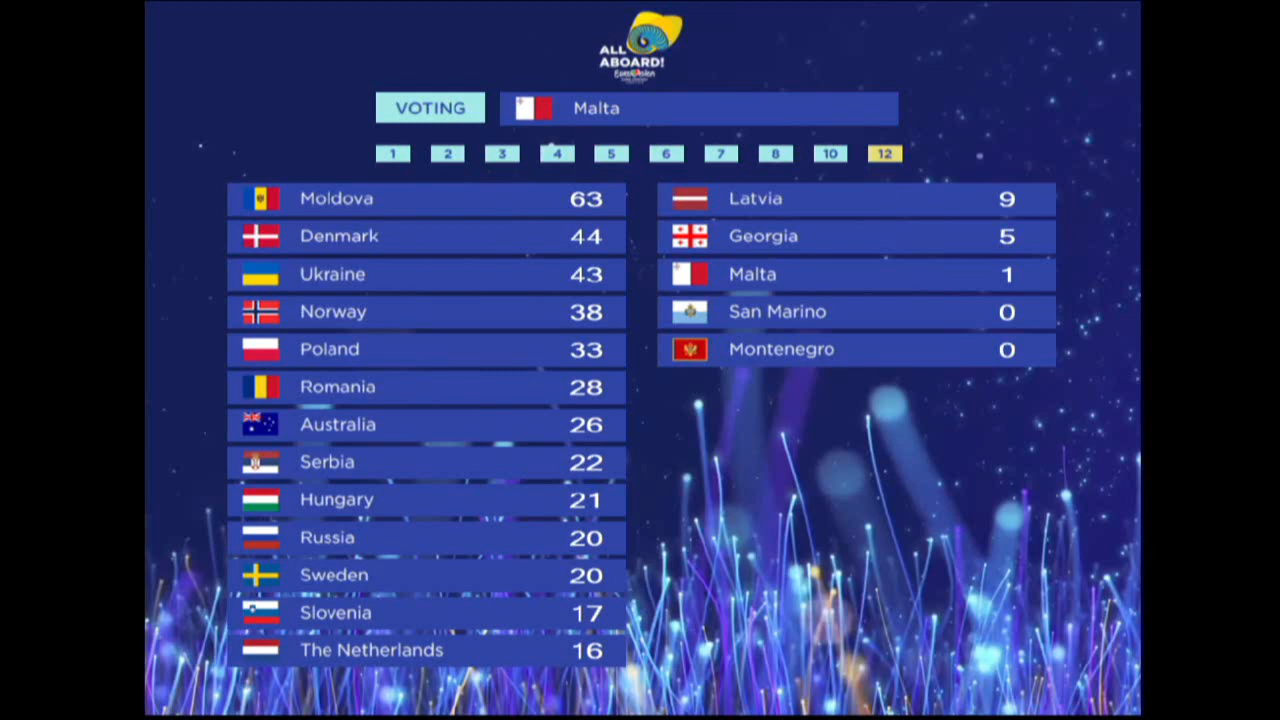 ALL
ABOARD!
EUROVISION
VOTING Malta
1 2 3 4 5 6 7 8 10 12
Moldova 63
Denmark 44
Ukraine 43
Norway 38
Poland 33
Romania 28
Australia 26
Serbia 22
Hungary 21
Russia 20
Sweden 20
Slovenia 17
The Netherlands 16
Latvia 9
Georgia 5
Malta 1
San Marino 0
Montenegro 0